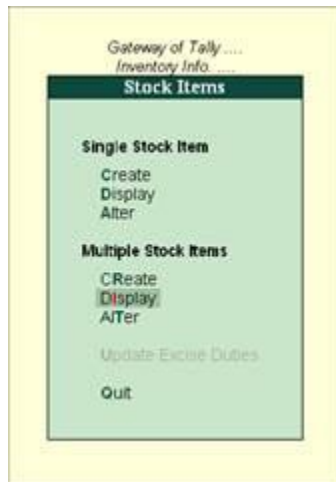 Gateway of Tally ....
Inventory Info. ....
Stock Items
Single Stock Item
Create
Display
Alter
Multiple Stock Items
CReate
DIsplay
AlTer
Update Excise Duties
Quit